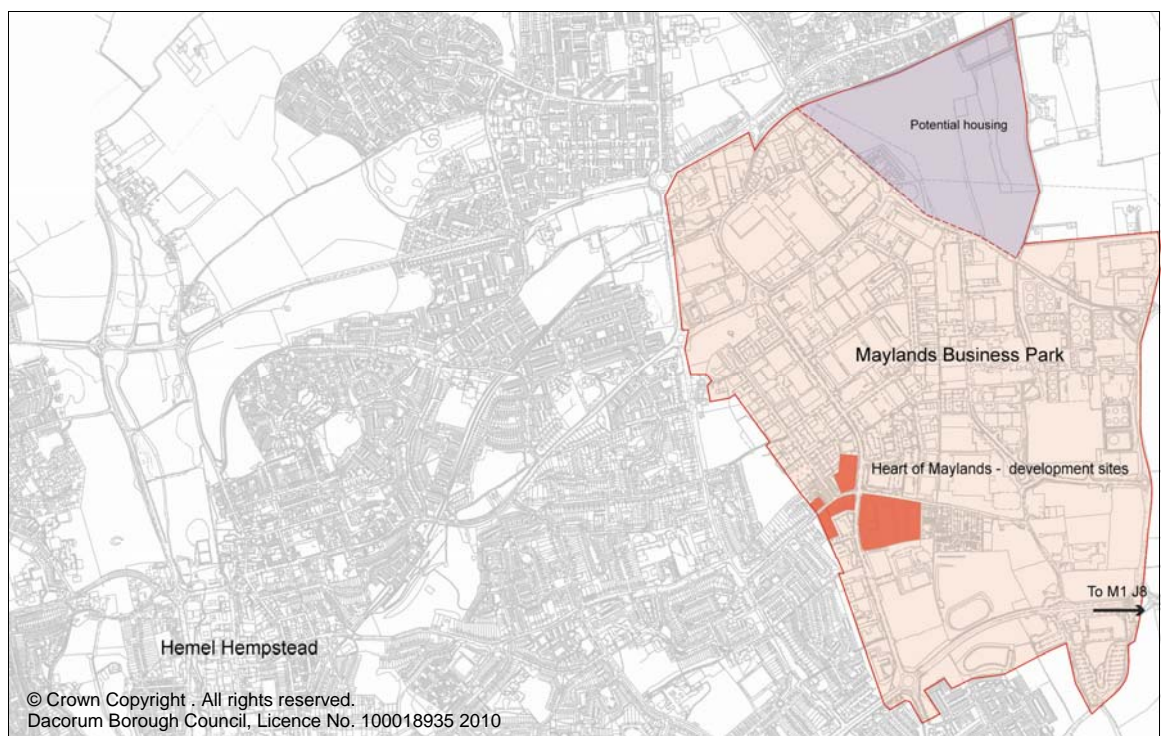 Potential housing
Maylands Business Park
Heart of Maylands - development sites
To M1 J8
Hemel Hempstead
© Crown Copyright . All rights reserved.
Dacorum Borough Council, Licence No. 100018935 2010